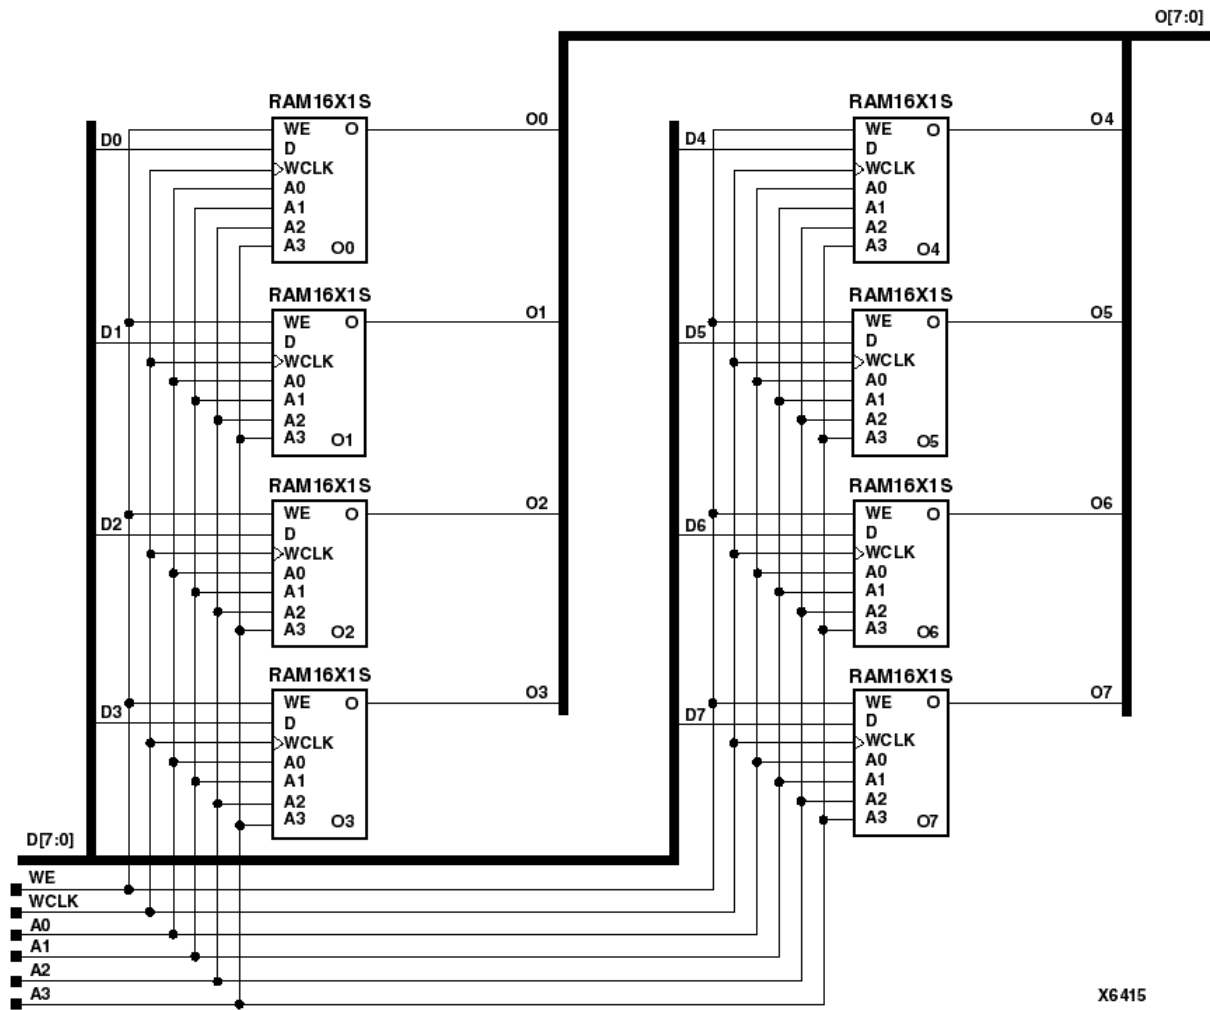 O[7:0]
RAM16X1S
D0
WE O
D
WCLK
A0
A1
A2
A3 O0
O0
RAM16X1S
D1
WE O
D
WCLK
A0
A1
A2
A3 O1
O1
RAM16X1S
D2
WE O
D
WCLK
A0
A1
A2
A3 O2
O2
RAM16X1S
D3
WE O
D
WCLK
A0
A1
A2
A3 O3
O3
RAM16X1S
D4
WE O
D
WCLK
A0
A1
A2
A3 O4
O4
RAM16X1S
D5
WE O
D
WCLK
A0
A1
A2
A3 O5
O5
RAM16X1S
D6
WE O
D
WCLK
A0
A1
A2
A3 O6
O6
RAM16X1S
D7
WE O
D
WCLK
A0
A1
A2
A3 O7
O7
D[7:0]
WE
WCLK
A0
A1
A2
A3
X6415